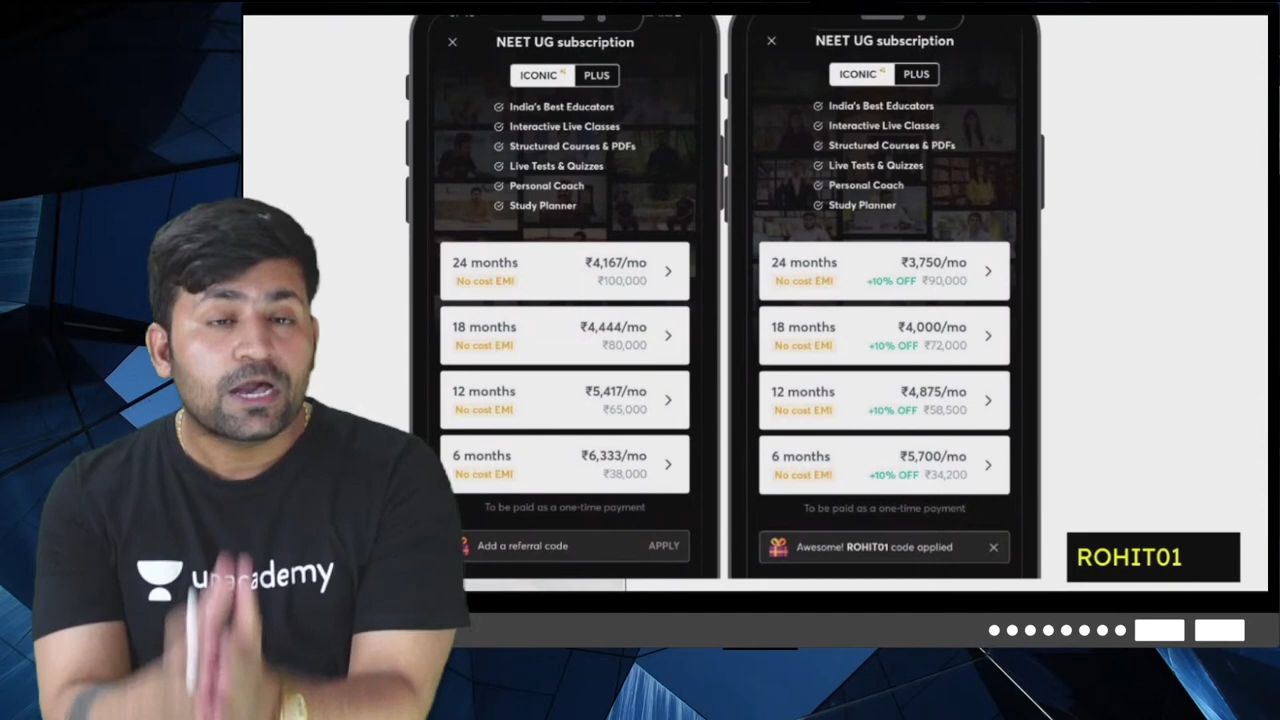 NEET UG subscription
ICONIC PLUS
India's Best Educators
Interactive Live Classes
Structured Courses & PDFs
Live Tests & Quizzes
Personal Coach
Study Planner
24 months ₹4,167/mo
No cost EMI ₹100,000
18 months ₹4,444/mo
No cost EMI ₹80,000
12 months ₹5,417/mo
No cost EMI ₹65,000
6 months ₹6,333/mo
No cost EMI ₹38,000
To be paid as a one-time payment
Add a referral code APPLY
NEET UG subscription
ICONIC PLUS
India's Best Educators
Interactive Live Classes
Structured Courses & PDFs
Live Tests & Quizzes
Personal Coach
Study Planner
24 months ₹3,750/mo
No cost EMI +10% OFF ₹90,000
18 months ₹4,000/mo
No cost EMI +10% OFF ₹72,000
12 months ₹4,875/mo
No cost EMI +10% OFF ₹58,500
6 months ₹5,700/mo
No cost EMI +10% OFF ₹34,200
To be paid as a one-time payment
Awesome! ROHIT01 code applied
ROHIT01
unacademy